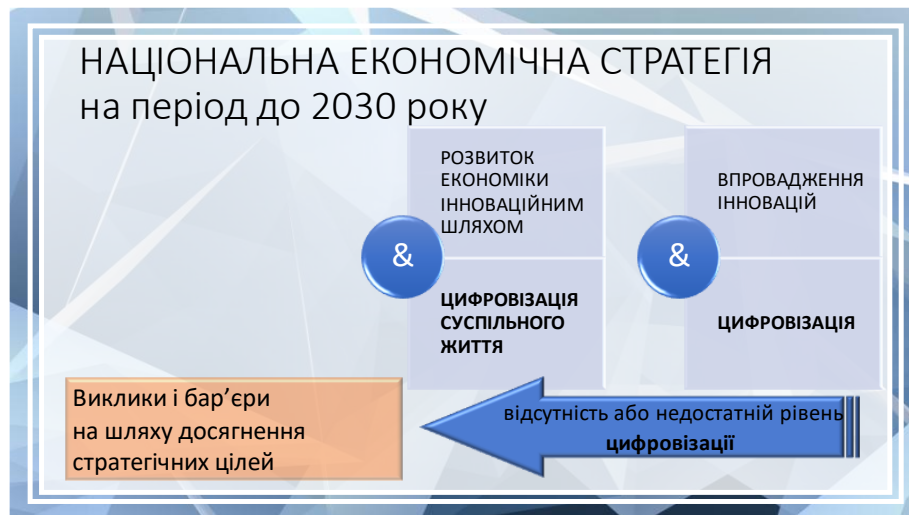 НАЦІОНАЛЬНА ЕКОНОМІЧНА СТРАТЕГІЯ
на період до 2030 року
РОЗВИТОК
ЕКОНОМІКИ
ІННОВАЦІЙНИМ
ШЛЯХОМ
&
ЦИФРОВІЗАЦІЯ
СУСПІЛЬНОГО
ЖИТТЯ
ВПРОВАДЖЕННЯ
ІННОВАЦІЙ
&
ЦИФРОВІЗАЦІЯ
Виклики і бар’єри
на шляху досягнення
стратегічних цілей
відсутність або недостатній рівень
цифровізації